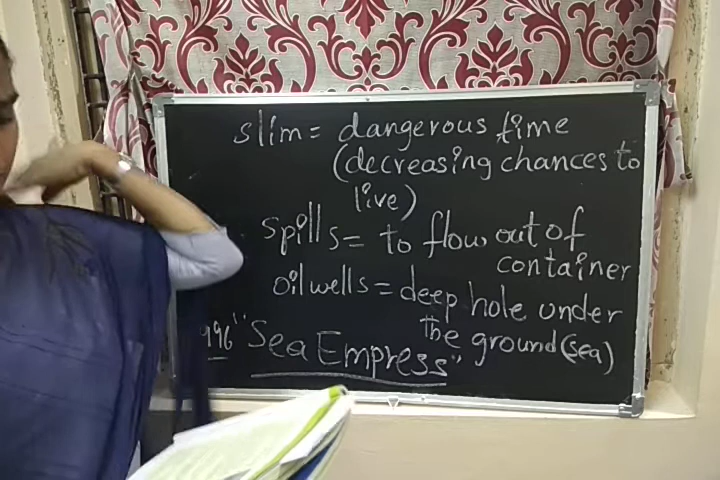 slim = dangerous time
(decreasing chances to
live)
spills = to flow out of
container
oil wells = deep hole under
the ground (sea)
996 "Sea Empress"